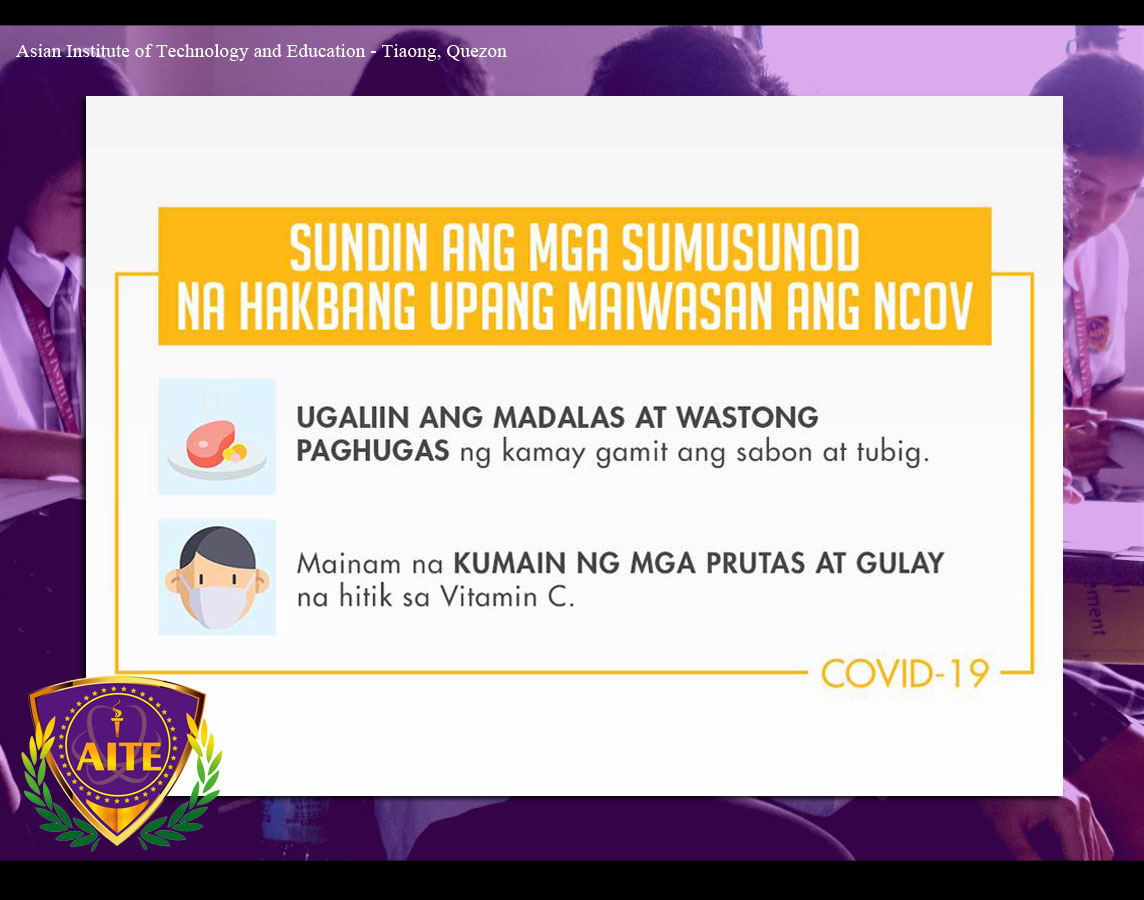 Asian Institute of Technology and Education - Tiaong, Quezon
SUNDIN ANG MGA SUMUSUNOD
NA HAKBANG UPANG MAIWASAN ANG NCOV
UGALIIN ANG MADALAS AT WASTONG
PAGHUGAS ng kamay gamit ang sabon at tubig.
Mainam na KUMAIN NG MGA PRUTAS AT GULAY
na hitik sa Vitamin C.
COVID-19
AITE